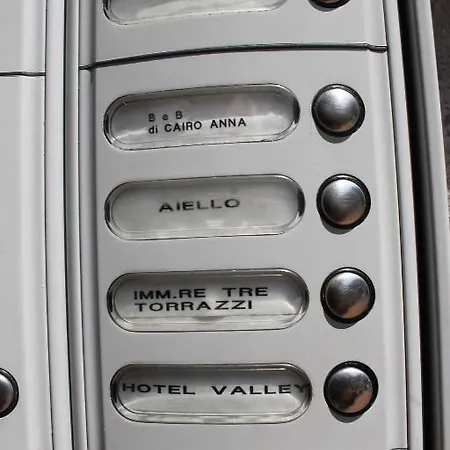 B e B
di CAIRO ANNA
AIELLO
IMM.RE TRE
TORRAZZI
HOTEL VALLEY